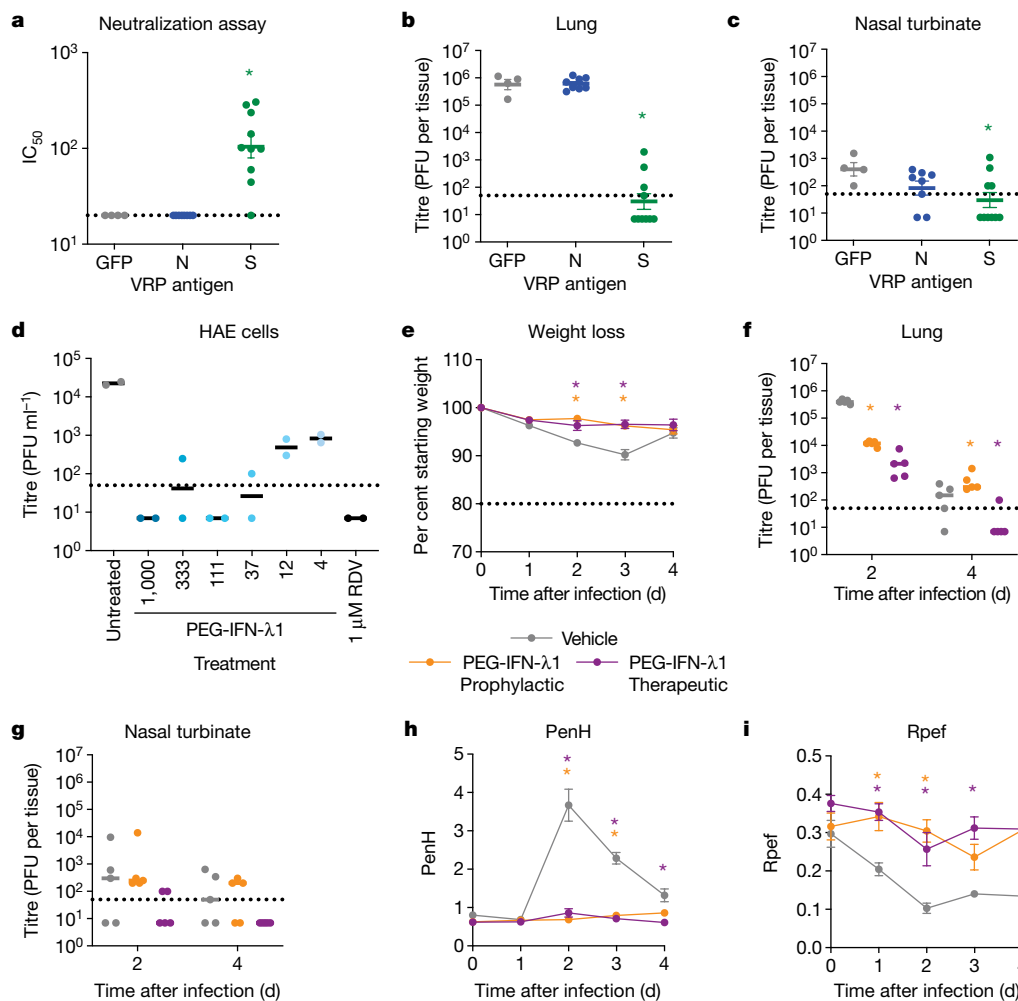 a
Neutralization assay
10³
10²
10¹
IC₅₀
*
GFP N S
VRP antigen
b
Lung
10⁷
10⁶
10⁵
10⁴
10³
10²
10¹
10⁰
Titre (PFU per tissue)
*
GFP N S
VRP antigen
c
Nasal turbinate
10⁷
10⁶
10⁵
10⁴
10³
10²
10¹
10⁰
Titre (PFU per tissue)
*
GFP N S
VRP antigen
d
HAE cells
10⁵
10⁴
10³
10²
10¹
10⁰
Titre (PFU ml⁻¹)
Untreated 1,000 333 111 37 12 4 1 μM RDV
PEG-IFN-λ1
Treatment
e
Weight loss
110
100
90
80
70
Per cent starting weight
* *
* *
0 1 2 3 4
Time after infection (d)
f
Lung
10⁷
10⁶
10⁵
10⁴
10³
10²
10¹
10⁰
Titre (PFU per tissue)
* * * *
2 4
Time after infection (d)
Vehicle
PEG-IFN-λ1 Prophylactic
PEG-IFN-λ1 Therapeutic
g
Nasal turbinate
10⁷
10⁶
10⁵
10⁴
10³
10²
10¹
10⁰
Titre (PFU per tissue)
2 4
Time after infection (d)
h
PenH
5
4
3
2
1
0
PenH
*
*
*
*
*
0 1 2 3 4
Time after infection (d)
i
Rpef
0.5
0.4
0.3
0.2
0.1
0.0
Rpef
* *
* * *
0 1 2 3
Time after infection (d)